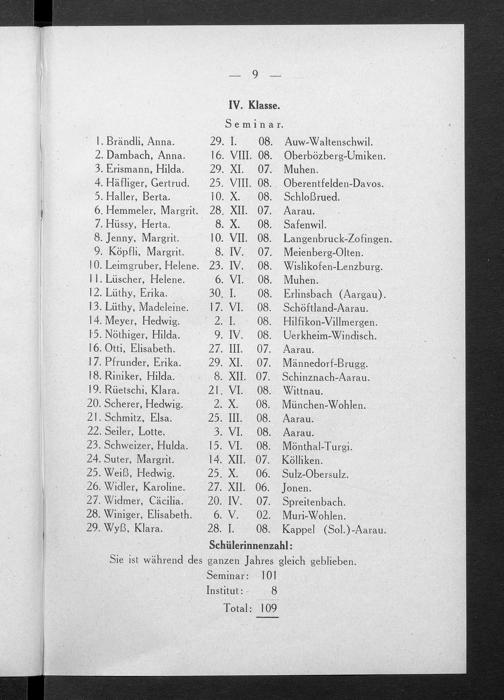 — 9 —
IV. Klasse.
Seminar.
1. Brändli, Anna. 29. I. 08. Auw-Waltenschwil.
2. Dambach, Anna. 16. VIII. 08. Oberbözberg-Umiken.
3. Erismann, Hilda. 29. XI. 07. Muhen.
4. Häfliger, Gertrud. 25. VIII. 08. Oberentfelden-Davos.
5. Haller, Berta. 10. X. 08. Schloßrued.
6. Hemmeler, Margrit. 28. XII. 07. Aarau.
7. Hüssy, Herta. 8. X. 08. Safenwil.
8. Jenny, Margrit. 10. VII. 08. Langenbruck-Zofingen.
9. Köpfli, Margrit. 8. IV. 07. Meienberg-Olten.
10. Leimgruber, Helene. 23. IV. 08. Wislikofen-Lenzburg.
11. Lüscher, Helene. 6. VI. 08. Muhen.
12. Lüthy, Erika. 30. I. 08. Erlinsbach (Aargau).
13. Lüthy, Madeleine. 17. VI. 08. Schöftland-Aarau.
14. Meyer, Hedwig. 2. I. 08. Hilfikon-Villmergen.
15. Nöthiger, Hilda. 9. IV. 08. Uerkheim-Windisch.
16. Otti, Elisabeth. 27. III. 07. Aarau.
17. Pfrunder, Erika. 29. XI. 07. Männedorf-Brugg.
18. Riniker, Hilda. 8. XII. 07. Schinznach-Aarau.
19. Rüetschi, Klara. 21. VI. 08. Wittnau.
20. Scherer, Hedwig. 2. X. 08. München-Wohlen.
21. Schmitz, Elsa. 25. III. 08. Aarau.
22. Seiler, Lotte. 3. VI. 08. Aarau.
23. Schweizer, Hulda. 15. VI. 08. Mönthal-Turgi.
24. Suter, Margrit. 14. XII. 07. Kölliken.
25. Weiß, Hedwig. 25. X. 06. Sulz-Obersulz.
26. Widler, Karoline. 27. XII. 06. Jonen.
27. Widmer, Cäcilia. 20. IV. 07. Spreitenbach.
28. Winiger, Elisabeth. 6. V. 02. Muri-Wohlen.
29. Wyß, Klara. 28. I. 08. Kappel (Sol.)-Aarau.
Schülerinnenzahl:
Sie ist während des ganzen Jahres gleich geblieben.
Seminar: 101
Institut: 8
Total: 109